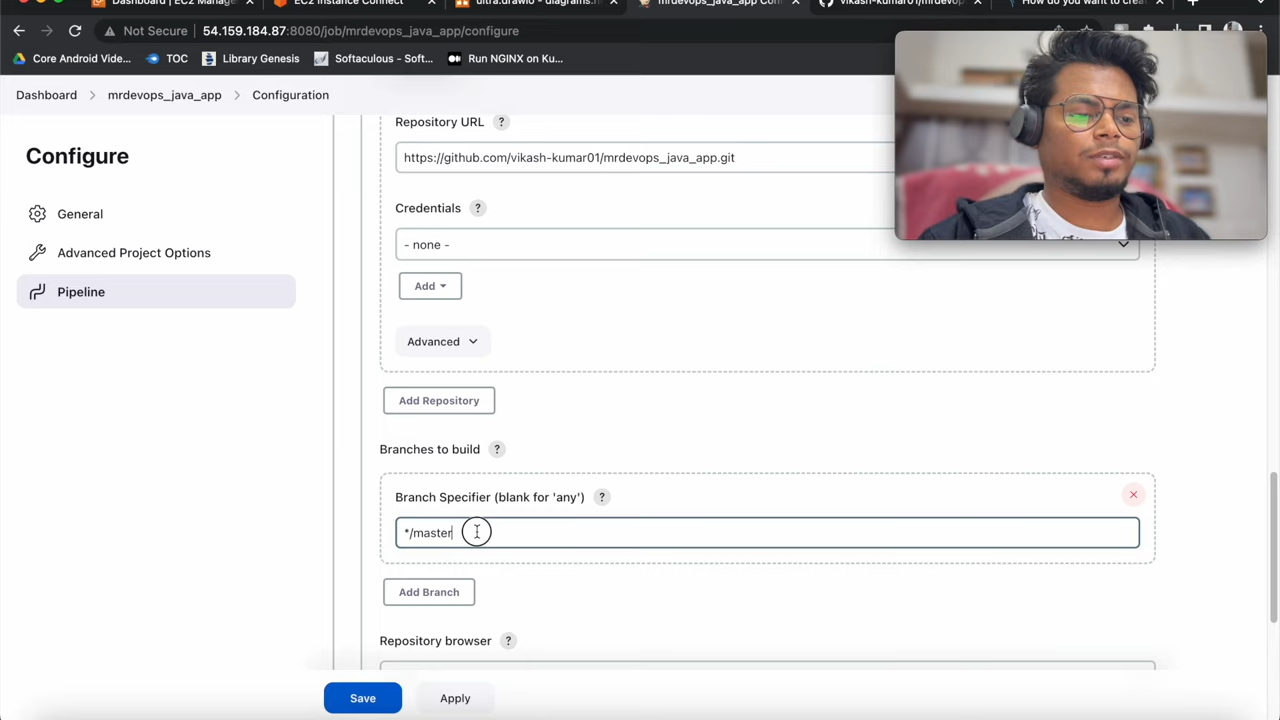 Dashboard | EC2 Manage
EC2 Instance Connect
ultra.drawio - diagrams.n
mrdevops_java_app Con
vikash-kumar01/mrdevops
How do you want to creat
Not Secure | 54.159.184.87:8080/job/mrdevops_java_app/configure
Core Android Vide...
TOC
Library Genesis
Softaculous - Soft...
Run NGINX on Ku...
Dashboard > mrdevops_java_app > Configuration
Configure
General
Advanced Project Options
Pipeline
Repository URL ?
https://github.com/vikash-kumar01/mrdevops_java_app.git
Credentials ?
- none -
Add
Advanced
Add Repository
Branches to build ?
Branch Specifier (blank for 'any') ?
*/master
Add Branch
Repository browser ?
Save
Apply